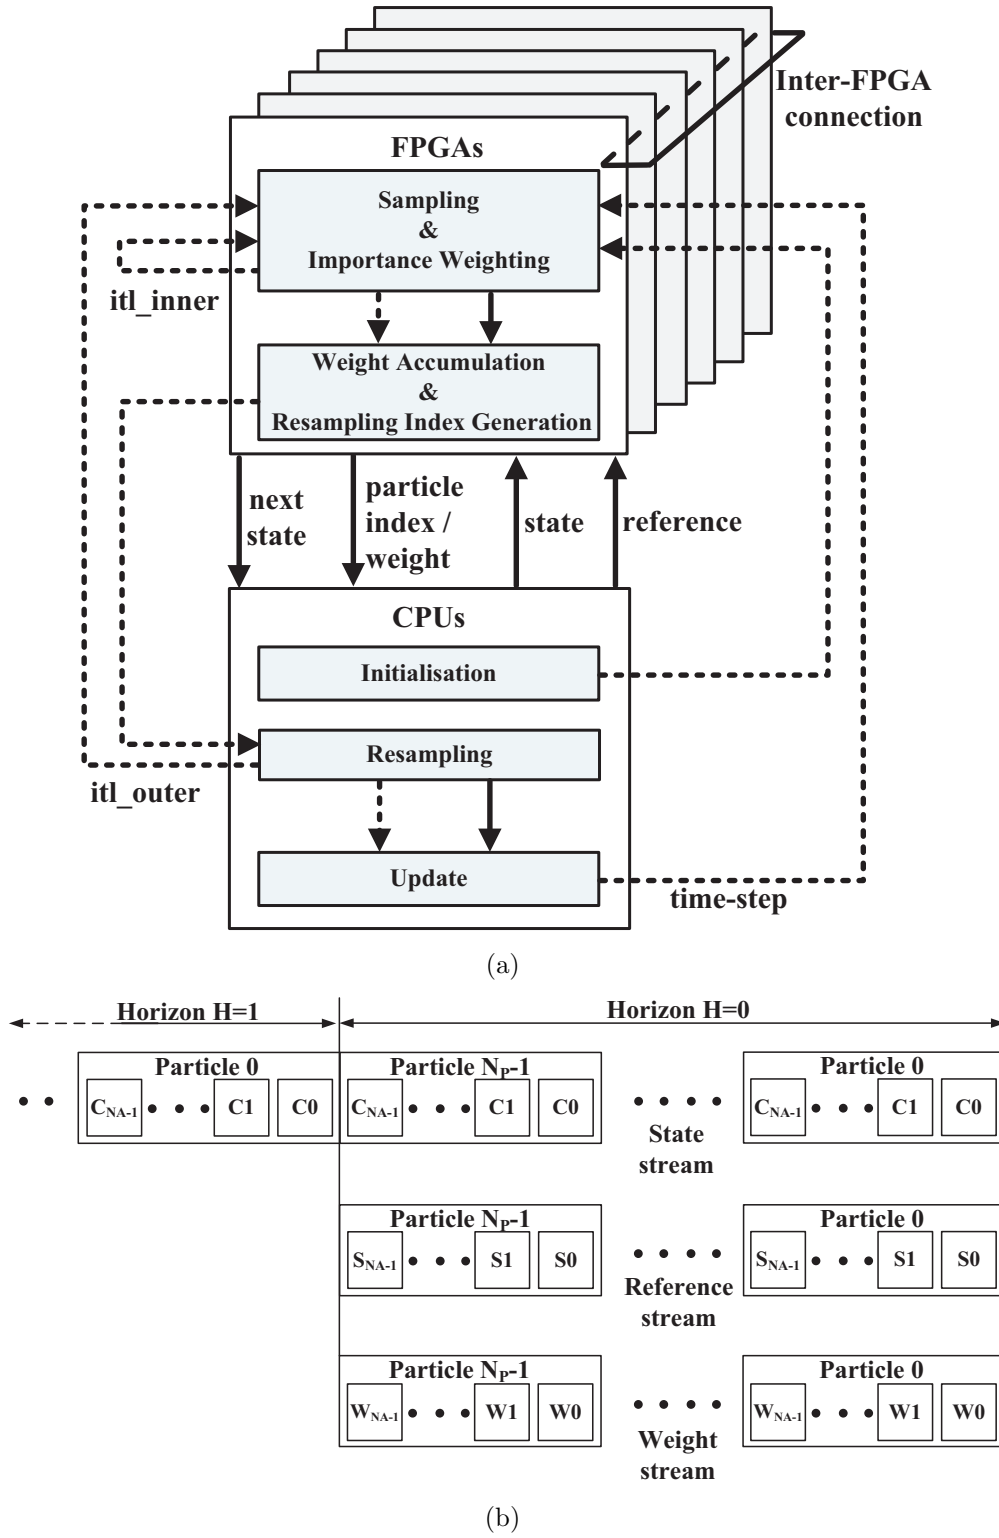 Inter-FPGA
connection
FPGAs
Sampling
&
Importance Weighting
itl_inner
Weight Accumulation
&
Resampling Index Generation
next
state
particle
index /
weight
state
reference
CPUs
Initialisation
Resampling
itl_outer
Update
time-step
(a)
Horizon H=1
Horizon H=0
Particle 0
C_NA-1 • • • C1 C0
Particle N_P-1
C_NA-1 • • • C1 C0
State
stream
Particle 0
C_NA-1 • • • C1 C0
Particle N_P-1
S_NA-1 • • • S1 S0
Reference
stream
Particle 0
S_NA-1 • • • S1 S0
Particle N_P-1
W_NA-1 • • • W1 W0
Weight
stream
Particle 0
W_NA-1 • • • W1 W0
(b)